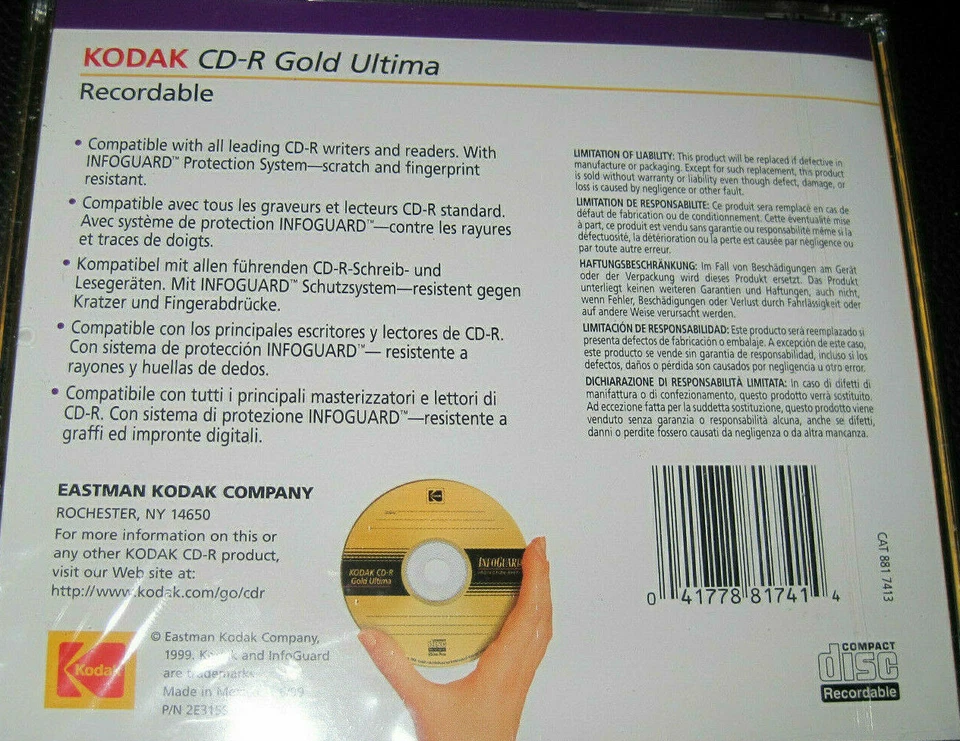 KODAK CD-R Gold Ultima
Recordable
• Compatible with all leading CD-R writers and readers. With
INFOGUARD™ Protection System—scratch and fingerprint
resistant.
• Compatible avec tous les graveurs et lecteurs CD-R standard.
Avec système de protection INFOGUARD™—contre les rayures
et traces de doigts.
• Kompatibel mit allen führenden CD-R-Schreib- und
Lesegeräten. Mit INFOGUARD™ Schutzsystem—resistent gegen
Kratzer und Fingerabdrücke.
• Compatible con los principales escritores y lectores de CD-R.
Con sistema de protección INFOGUARD™— resistente a
rayones y huellas de dedos.
• Compatibile con tutti i principali masterizzatori e lettori di
CD-R. Con sistema di protezione INFOGUARD™—resistente a
graffi ed impronte digitali.
LIMITATION OF LIABILITY: This product will be replaced if defective in
manufacture or packaging. Except for such replacement, this product
is sold without warranty or liability even though defect, damage, or
loss is caused by negligence or other fault.
LIMITATION DE RESPONSABILITE: Ce produit sera remplacé en cas de
défaut de fabrication ou de conditionnement. Cette éventualité mise
à part, ce produit est vendu sans garantie ou responsabilité même si la
défectuosité, la détérioration ou la perte est causée par négligence ou
par toute autre erreur.
HAFTUNGSBESCHRÄNKUNG: Im Fall von Beschädigungen am Gerät
oder der Verpackung wird dieses Produkt ersetzt. Das Produkt
unterliegt keinen weiteren Garantien und Haftungen, auch nicht,
wenn Fehler, Beschädigungen oder Verlust durch Fahrlässigkeit oder
auf andere Weise verursacht werden.
LIMITACIÓN DE RESPONSABILIDAD: Este producto será reemplazado si
presenta defectos de fabricación o embalaje. A excepción de este caso,
este producto se vende sin garantía de responsabilidad, incluso si los
defectos, daños o pérdida son causados por negligencia u otro error.
DICHIARAZIONE DI RESPONSABILITÀ LIMITATA: In caso di difetti di
manifattura o di confezionamento, questo prodotto verrà sostituito.
Ad eccezione fatta per la suddetta sostituzione, questo prodotto viene
venduto senza garanzia o responsabilità alcuna, anche se difetti,
danni o perdite fossero causati da negligenza o da altra mancanza.
EASTMAN KODAK COMPANY
ROCHESTER, NY 14650
For more information on this or
any other KODAK CD-R product,
visit our Web site at:
http://www.kodak.com/go/cdr
Kodak
© Eastman Kodak Company,
1999. Kodak and InfoGuard
are trademarks
Made in
P/N
KODAK CD-R
Gold Ultima
INFOGUARD
0 41778 81741 4
CAT 881 7413
COMPACT
disc
Recordable